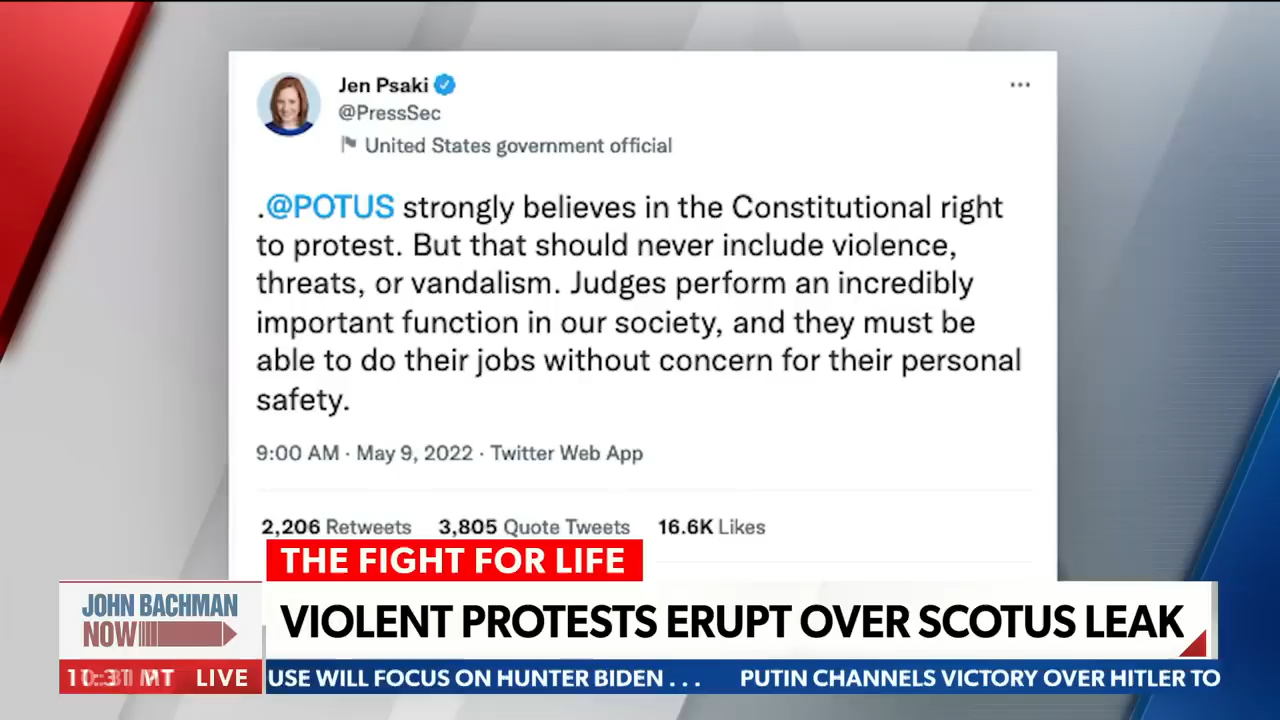 Jen Psaki
@PressSec
United States government official
.@POTUS strongly believes in the Constitutional right
to protest. But that should never include violence,
threats, or vandalism. Judges perform an incredibly
important function in our society, and they must be
able to do their jobs without concern for their personal
safety.
9:00 AM · May 9, 2022 · Twitter Web App
2,206 Retweets 3,805 Quote Tweets 16.6K Likes
THE FIGHT FOR LIFE
JOHN BACHMAN
NOW
VIOLENT PROTESTS ERUPT OVER SCOTUS LEAK
MT LIVE
USE WILL FOCUS ON HUNTER BIDEN . . . PUTIN CHANNELS VICTORY OVER HITLER TO